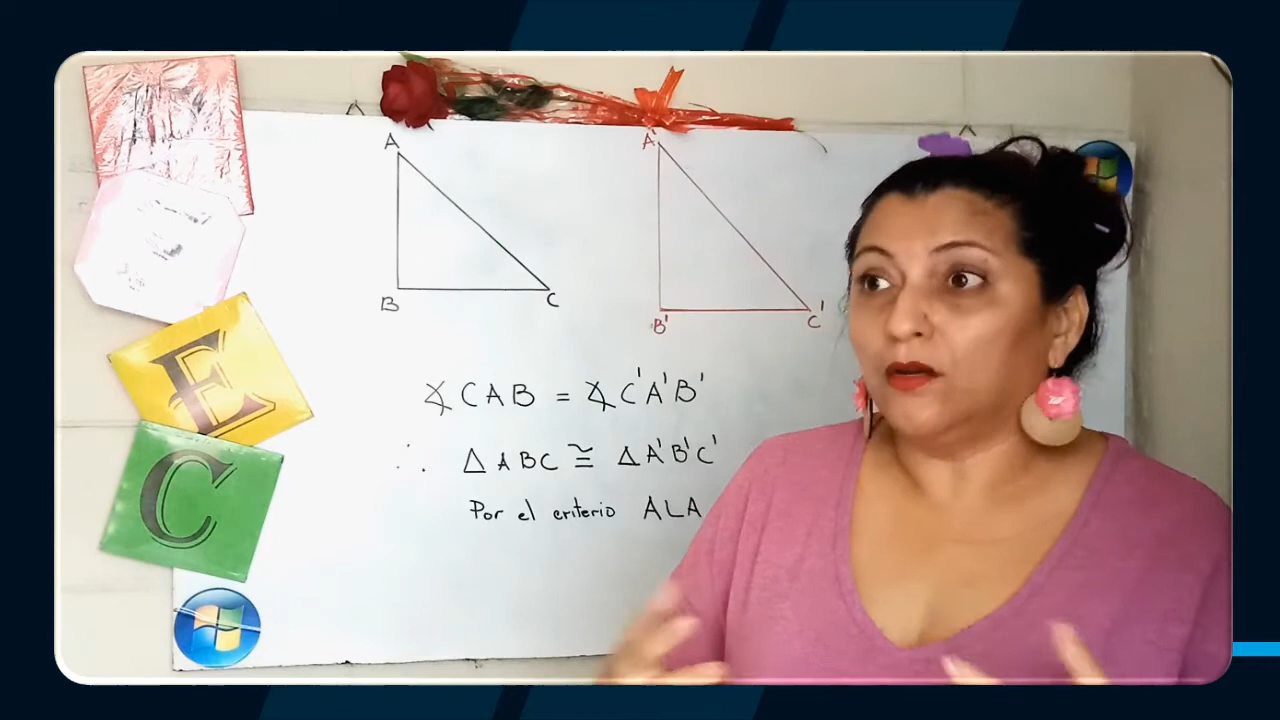 A
A'
B
C
B'
C'
∡CAB = ∡C'A'B'
∴ △ABC ≅ △A'B'C'
Por el criterio ALA
E
C